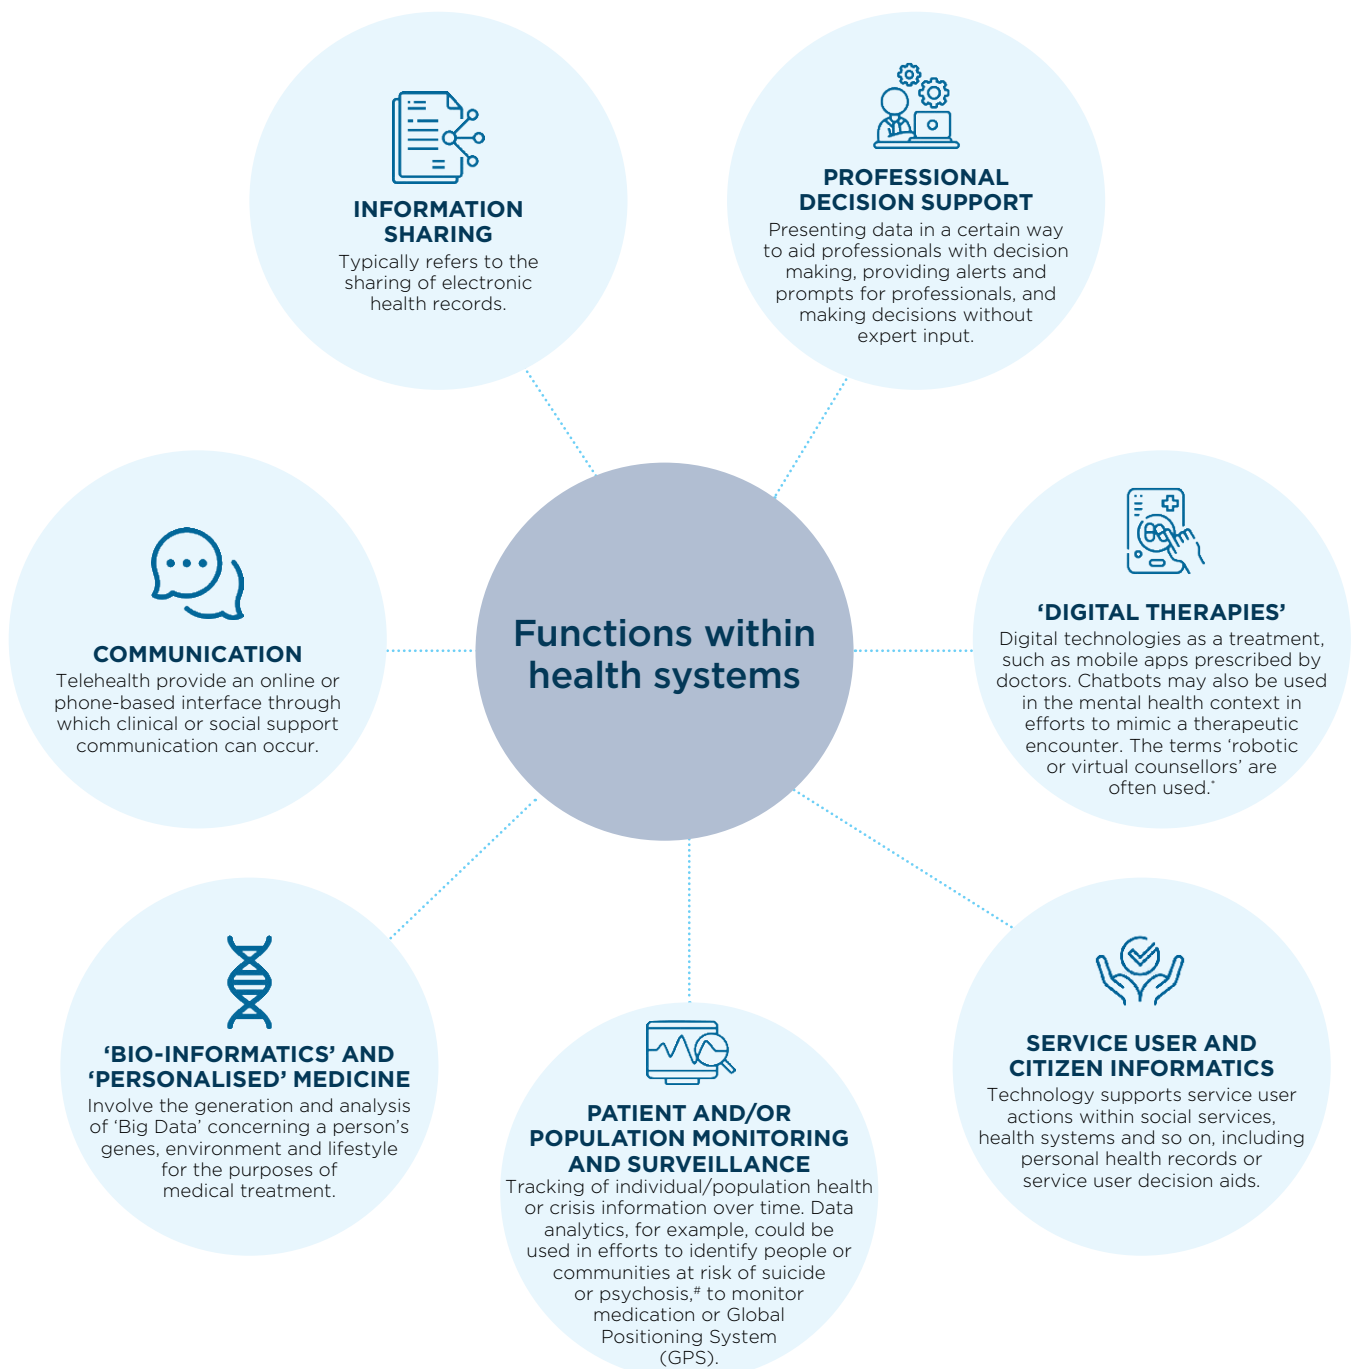 INFORMATION
SHARING
Typically refers to the
sharing of electronic
health records.
PROFESSIONAL
DECISION SUPPORT
Presenting data in a certain way
to aid professionals with decision
making, providing alerts and
prompts for professionals, and
making decisions without
expert input.
COMMUNICATION
Telehealth provide an online or
phone-based interface through
which clinical or social support
communication can occur.
Functions within
health systems
‘DIGITAL THERAPIES’
Digital technologies as a treatment,
such as mobile apps prescribed by
doctors. Chatbots may also be used
in the mental health context in
efforts to mimic a therapeutic
encounter. The terms ‘robotic
or virtual counsellors’ are
often used.*
‘BIO-INFORMATICS’ AND
‘PERSONALISED’ MEDICINE
Involve the generation and analysis
of ‘Big Data’ concerning a person’s
genes, environment and lifestyle
for the purposes of
medical treatment.
PATIENT AND/OR
POPULATION MONITORING
AND SURVEILLANCE
Tracking of individual/population health
or crisis information over time. Data
analytics, for example, could be
used in efforts to identify people or
communities at risk of suicide
or psychosis,# to monitor
medication or Global
Positioning System
(GPS).
SERVICE USER AND
CITIZEN INFORMATICS
Technology supports service user
actions within social services,
health systems and so on, including
personal health records or
service user decision aids.